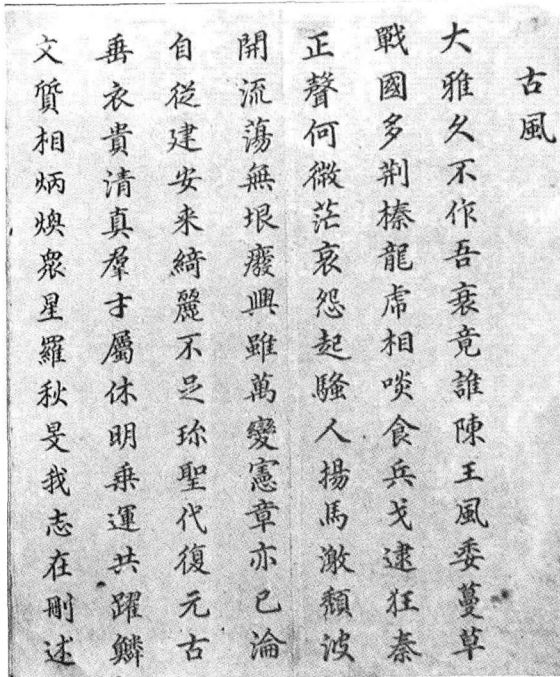 古風
大雅久不作吾衰竟誰陳王風委蔓草
戰國多荆榛龍虎相啖食兵戈逮狂秦
正聲何微茫哀怨起騷人揚馬激頽波
開流蕩無垠廢興雖萬變憲章亦已淪
自從建安来綺麗不足珎聖代復元古
垂衣貴清真羣才屬休明乗運共躍鱗
文質相炳煥衆星羅秋旻我志在刪述